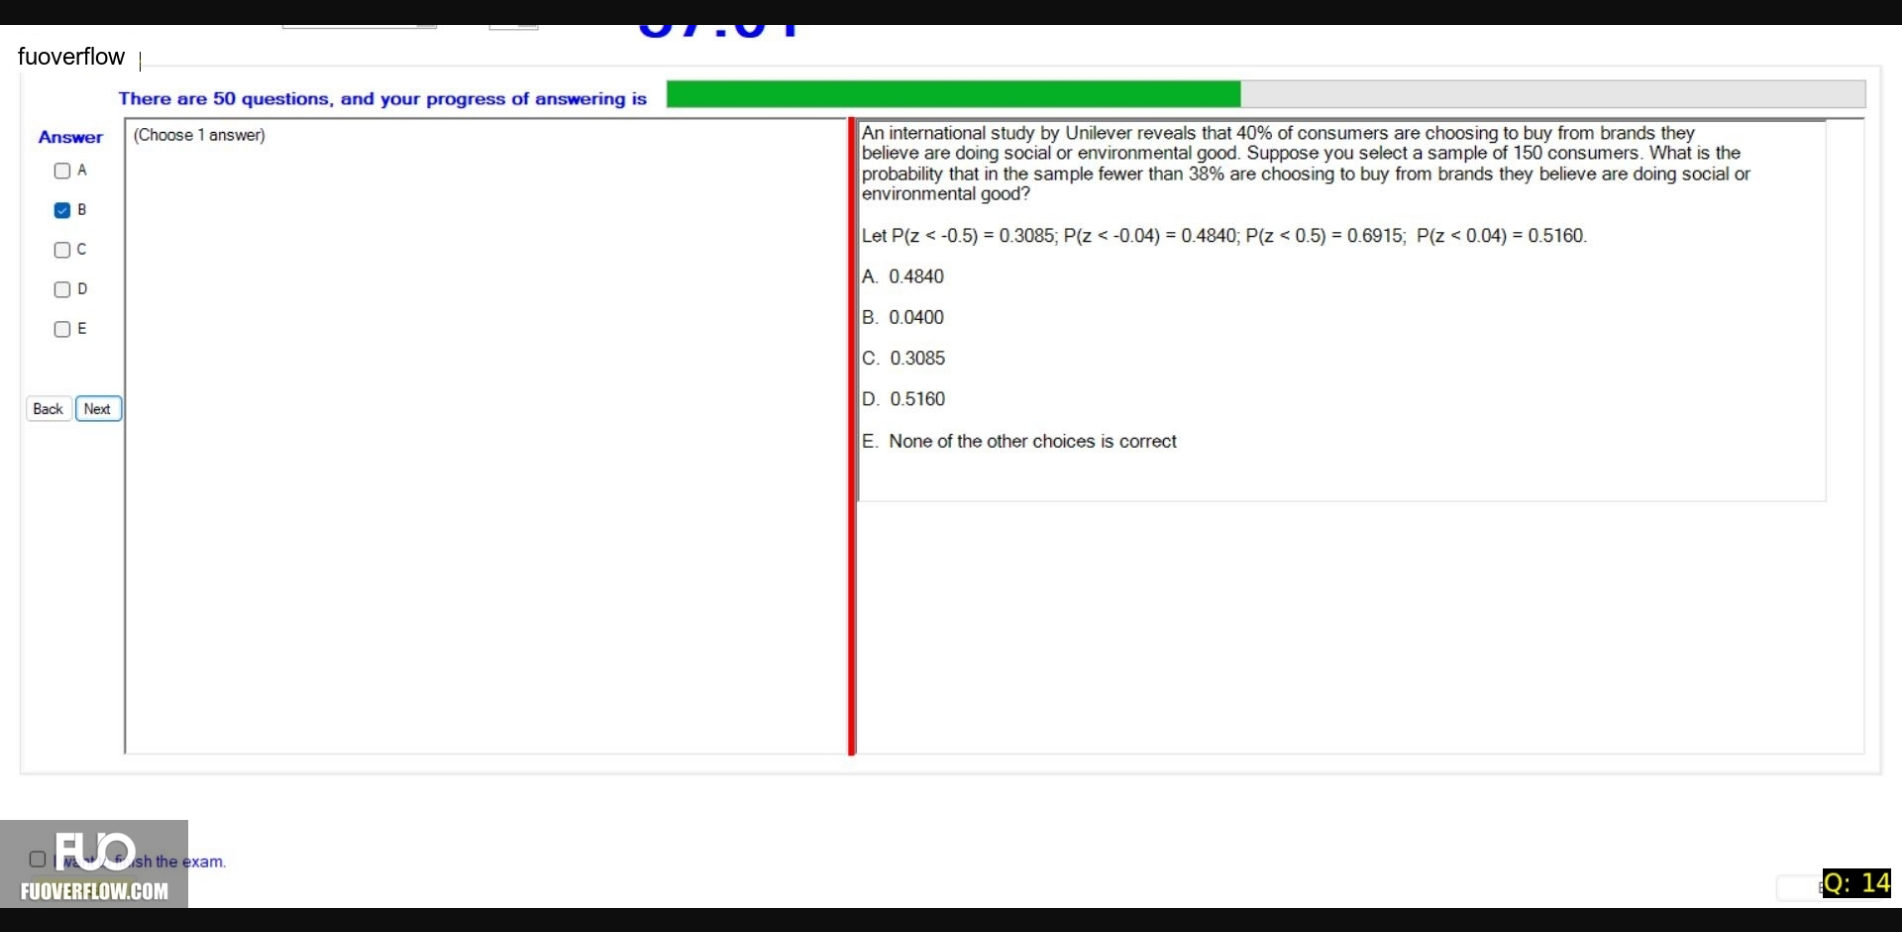 fuoverflow
There are 50 questions, and your progress of answering is
Answer
A
B
C
D
E
Back Next
(Choose 1 answer)
An international study by Unilever reveals that 40% of consumers are choosing to buy from brands they
believe are doing social or environmental good. Suppose you select a sample of 150 consumers. What is the
probability that in the sample fewer than 38% are choosing to buy from brands they believe are doing social or
environmental good?
Let P(z < -0.5) = 0.3085; P(z < -0.04) = 0.4840; P(z < 0.5) = 0.6915; P(z < 0.04) = 0.5160.
A. 0.4840
B. 0.0400
C. 0.3085
D. 0.5160
E. None of the other choices is correct
the exam.
FUO
FUOVERFLOW.COM
Q: 14